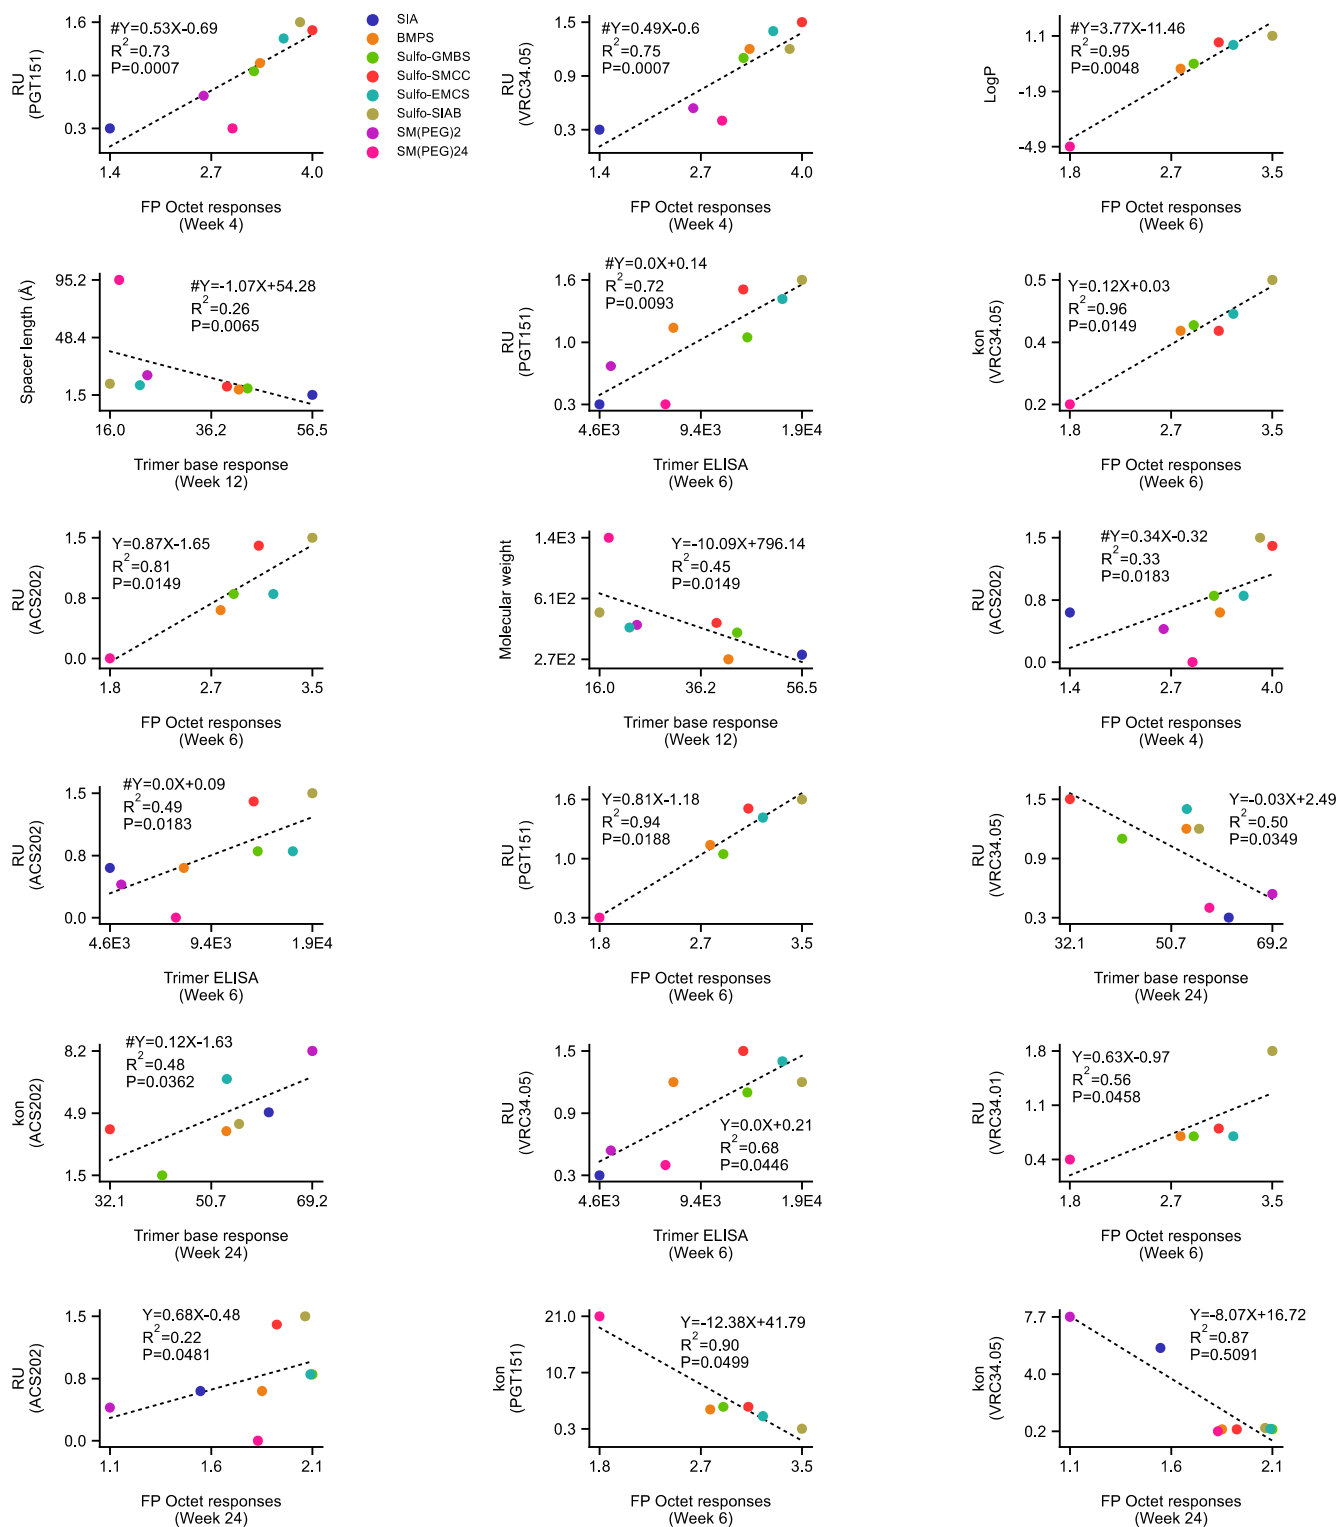 #Y=0.53X-0.69
R²=0.73
P=0.0007
RU
(PGT151)
1.6
1.0
0.3
1.4
2.7
4.0
FP Octet responses
(Week 4)
SIA
BMPS
Sulfo-GMBS
Sulfo-SMCC
Sulfo-EMCS
Sulfo-SIAB
SM(PEG)2
SM(PEG)24
#Y=0.49X-0.6
R²=0.75
P=0.0007
RU
(VRC34.05)
1.5
0.9
0.3
1.4
2.7
4.0
FP Octet responses
(Week 4)
#Y=3.77X-11.46
R²=0.95
P=0.0048
LogP
1.1
-1.9
-4.9
1.8
2.7
3.5
FP Octet responses
(Week 6)
#Y=-1.07X+54.28
R²=0.26
P=0.0065
Spacer length (Å)
95.2
48.4
1.5
16.0
36.2
56.5
Trimer base response
(Week 12)
#Y=0.0X+0.14
R²=0.72
P=0.0093
RU
(PGT151)
1.6
1.0
0.3
4.6E3
9.4E3
1.9E4
Trimer ELISA
(Week 6)
Y=0.12X+0.03
R²=0.96
P=0.0149
kon
(VRC34.05)
0.5
0.4
0.2
1.8
2.7
3.5
FP Octet responses
(Week 6)
Y=0.87X-1.65
R²=0.81
P=0.0149
RU
(ACS202)
1.5
0.8
0.0
1.8
2.7
3.5
FP Octet responses
(Week 6)
Y=-10.09X+796.14
R²=0.45
P=0.0149
Molecular weight
1.4E3
6.1E2
2.7E2
16.0
36.2
56.5
Trimer base response
(Week 12)
#Y=0.34X-0.32
R²=0.33
P=0.0183
RU
(ACS202)
1.5
0.8
0.0
1.4
2.7
4.0
FP Octet responses
(Week 4)
#Y=0.0X+0.09
R²=0.49
P=0.0183
RU
(ACS202)
1.5
0.8
0.0
4.6E3
9.4E3
1.9E4
Trimer ELISA
(Week 6)
Y=0.81X-1.18
R²=0.94
P=0.0188
RU
(PGT151)
1.6
1.0
0.3
1.8
2.7
3.5
FP Octet responses
(Week 6)
Y=-0.03X+2.49
R²=0.50
P=0.0349
RU
(VRC34.05)
1.5
0.9
0.3
32.1
50.7
69.2
Trimer base response
(Week 24)
#Y=0.12X-1.63
R²=0.48
P=0.0362
kon
(ACS202)
8.2
4.9
1.5
32.1
50.7
69.2
Trimer base response
(Week 24)
Y=0.0X+0.21
R²=0.68
P=0.0446
RU
(VRC34.05)
1.5
0.9
0.3
4.6E3
9.4E3
1.9E4
Trimer ELISA
(Week 6)
Y=0.63X-0.97
R²=0.56
P=0.0458
RU
(VRC34.01)
1.8
1.1
0.4
1.8
2.7
3.5
FP Octet responses
(Week 6)
Y=0.68X-0.48
R²=0.22
P=0.0481
RU
(ACS202)
1.5
0.8
0.0
1.1
1.6
2.1
FP Octet responses
(Week 24)
Y=-12.38X+41.79
R²=0.90
P=0.0499
kon
(PGT151)
21.0
10.7
0.3
1.8
2.7
3.5
FP Octet responses
(Week 6)
Y=-8.07X+16.72
R²=0.87
P=0.5091
kon
(VRC34.05)
7.7
4.0
0.2
1.1
1.6
2.1
FP Octet responses
(Week 24)